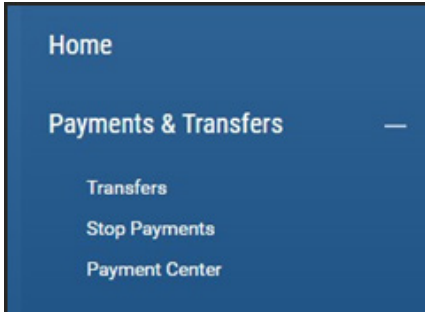 Home
Payments & Transfers —
Transfers
Stop Payments
Payment Center